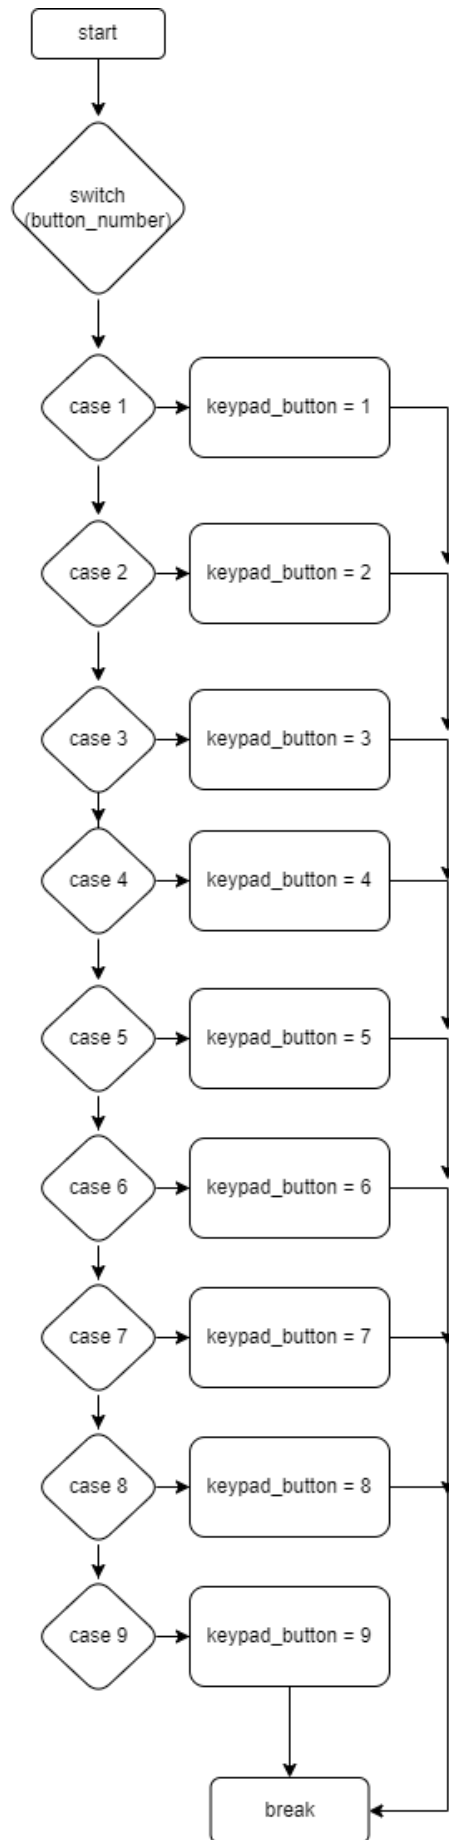 start
switch
(button_number)
case 1
keypad_button = 1
case 2
keypad_button = 2
case 3
keypad_button = 3
case 4
keypad_button = 4
case 5
keypad_button = 5
case 6
keypad_button = 6
case 7
keypad_button = 7
case 8
keypad_button = 8
case 9
keypad_button = 9
break